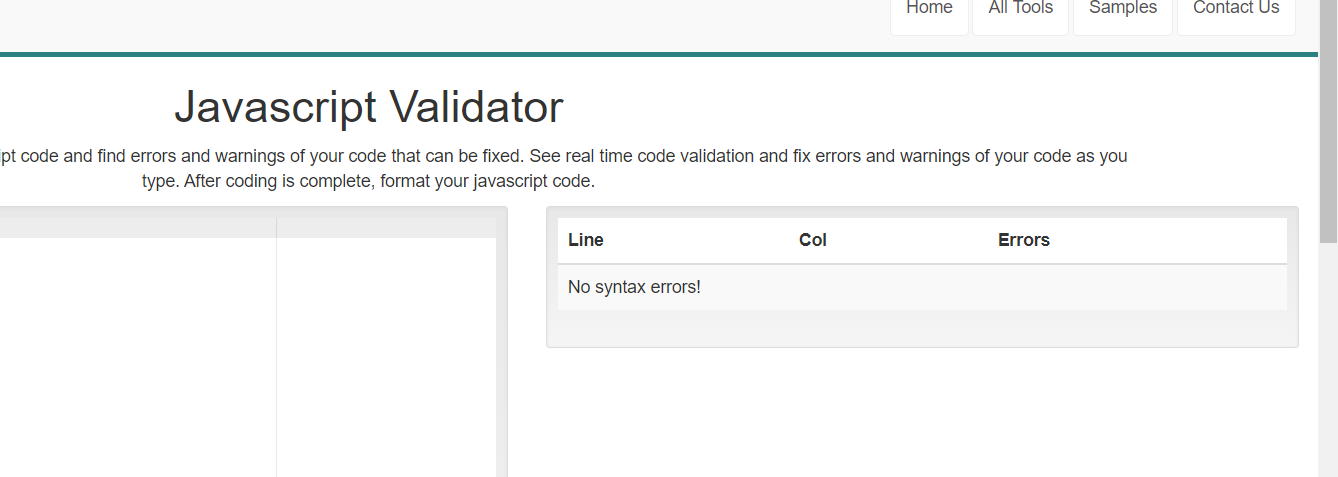 Home All Tools Samples Contact Us
Javascript Validator
code and find errors and warnings of your code that can be fixed. See real time code validation and fix errors and warnings of your code as you
type. After coding is complete, format your javascript code.
Line Col Errors
No syntax errors!